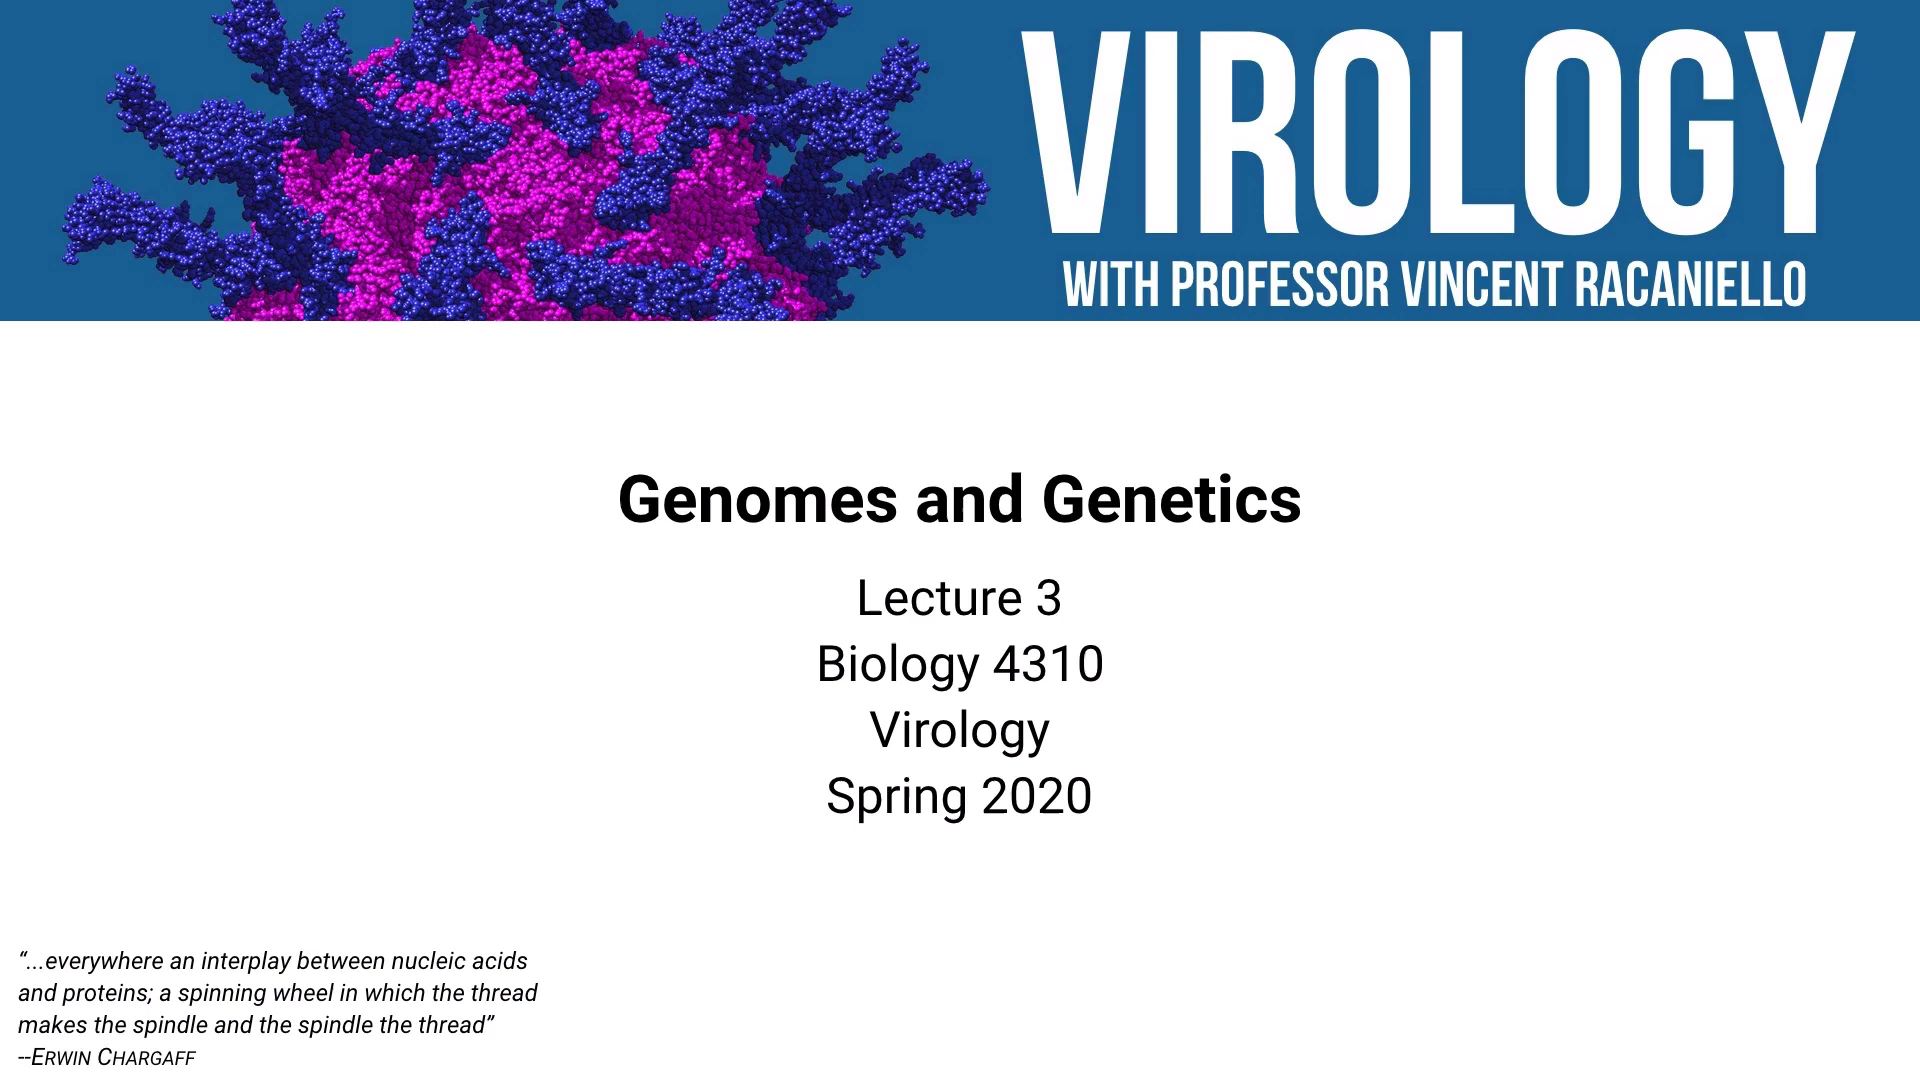 VIROLOGY
WITH PROFESSOR VINCENT RACANIELLO
Genomes and Genetics
Lecture 3
Biology 4310
Virology
Spring 2020
“...everywhere an interplay between nucleic acids
and proteins; a spinning wheel in which the thread
makes the spindle and the spindle the thread”
--ERWIN CHARGAFF